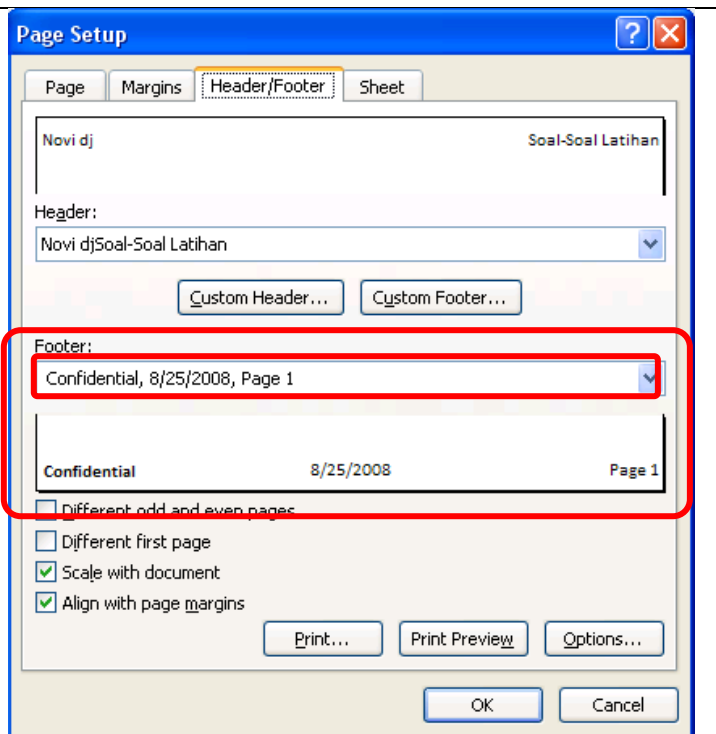 Page Setup
Page Margins Header/Footer Sheet
Novi dj Soal-Soal Latihan
Header:
Novi djSoal-Soal Latihan
Custom Header... Custom Footer...
Footer:
Confidential, 8/25/2008, Page 1
Confidential 8/25/2008 Page 1
Different odd and even pages
Different first page
Scale with document
Align with page margins
Print... Print Preview Options...
OK Cancel